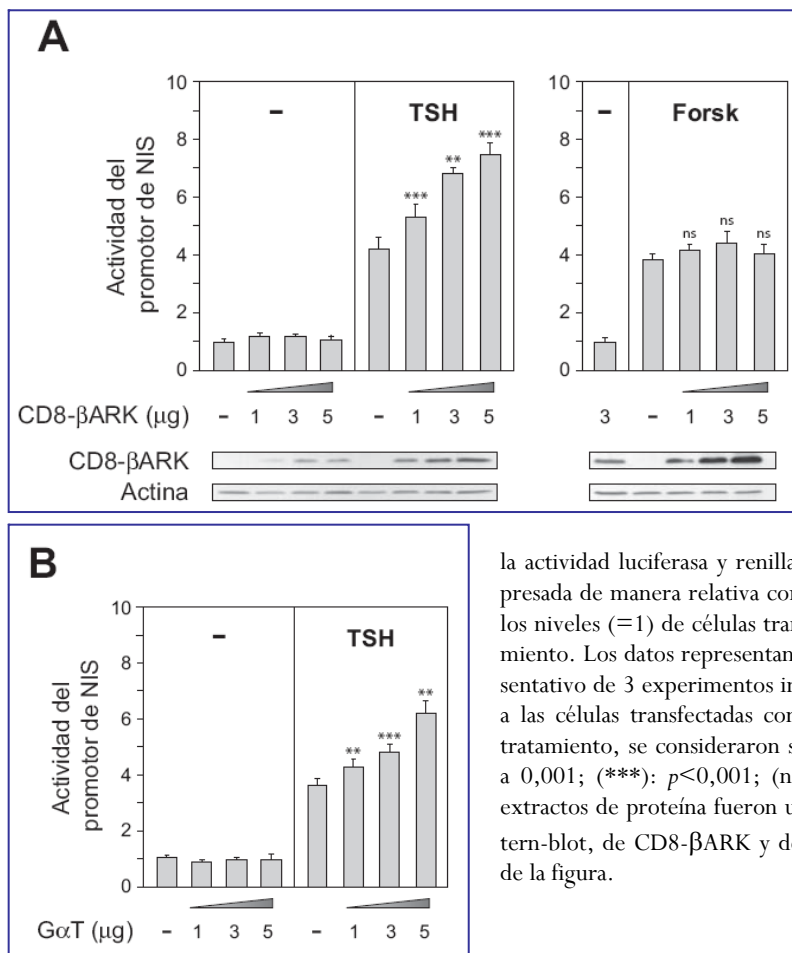 A
Actividad del
promotor de NIS
10
8
6
4
2
0
–
TSH
***
**
***
10
8
6
4
2
0
–
Forsk
ns
ns
ns
CD8-βARK (μg) – 1 3 5 – 1 3 5 3 – 1 3 5
CD8-βARK
Actina
B
Actividad del
promotor de NIS
10
8
6
4
2
0
–
TSH
**
***
**
GαT (μg) – 1 3 5 – 1 3 5
la actividad luciferasa y renilla
presada de manera relativa con
los niveles (=1) de células tran
miento. Los datos representan
sentativo de 3 experimentos in
a las células transfectadas con
tratamiento, se consideraron s
a 0,001; (***): p<0,001; (n
extractos de proteína fueron u
tern-blot, de CD8-βARK y de
de la figura.